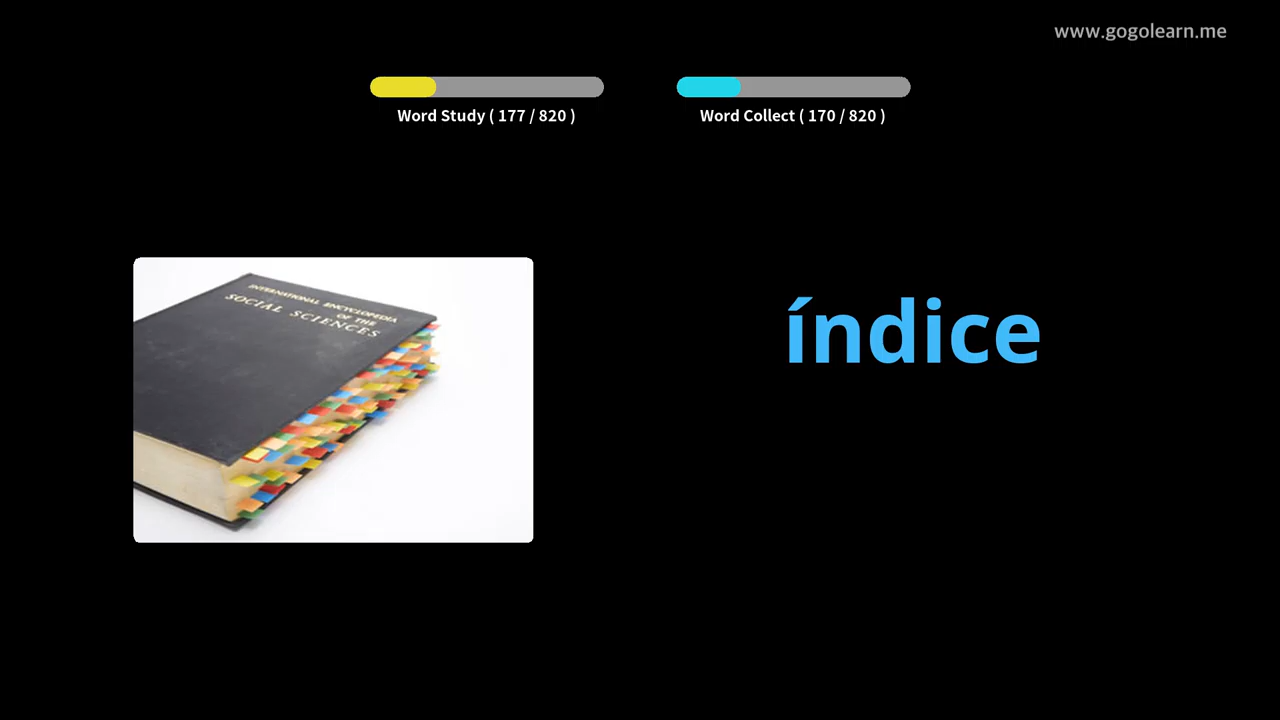 www.gogolearn.me
Word Study ( 177 / 820 )
Word Collect ( 170 / 820 )
INTERNATIONAL ENCYCLOPEDIA
OF THE
SOCIAL SCIENCES
índice